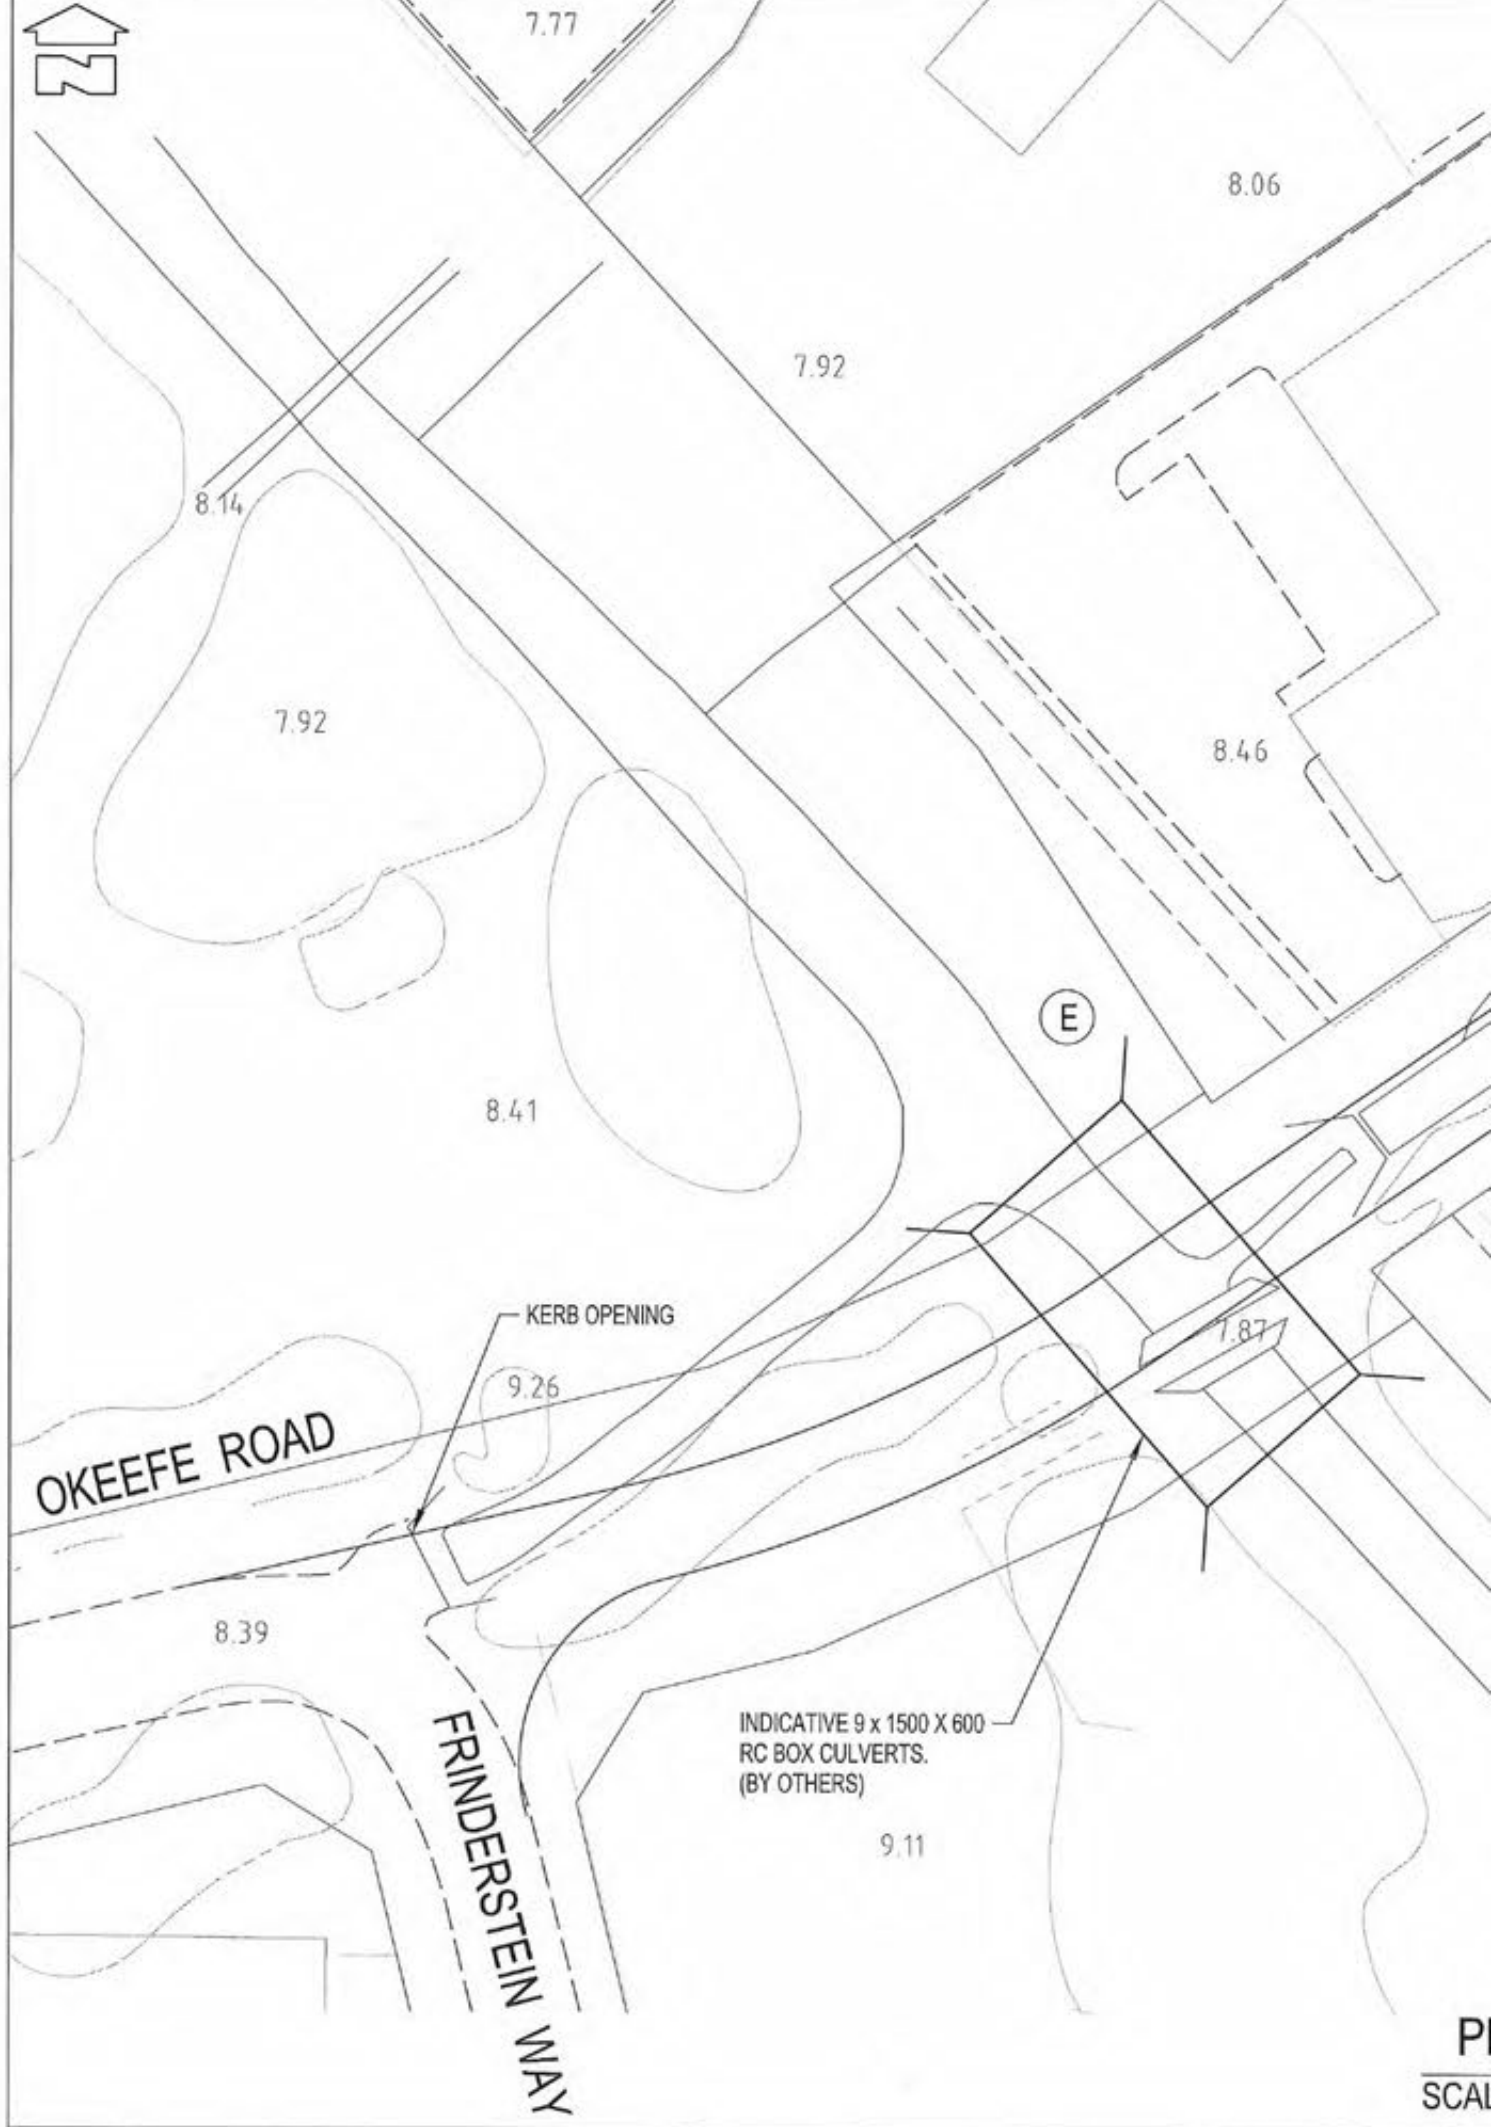 N
7.77
8.06
7.92
8.14
7.92
8.46
E
8.41
KERB OPENING
7.87
9.26
OKEEFE ROAD
8.39
FRINDERSTEIN WAY
INDICATIVE 9 x 1500 X 600
RC BOX CULVERTS.
(BY OTHERS)
9.11